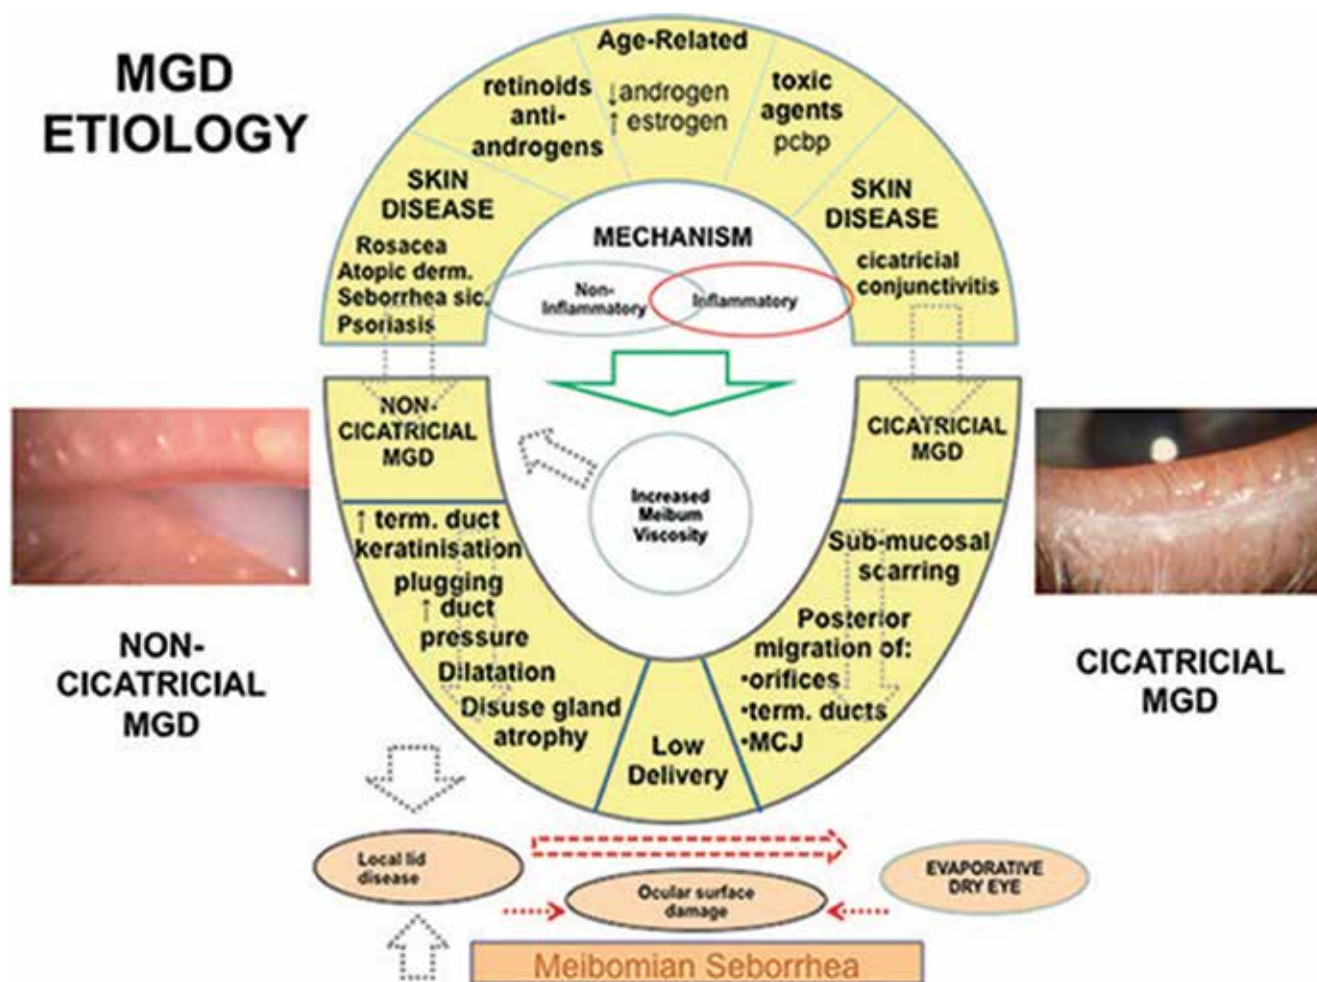 MGD
ETIOLOGY
Age-Related
↓androgen
↑ estrogen
retinoids
anti-
androgens
toxic
agents
pcbp
SKIN
DISEASE
Rosacea
Atopic derm.
Seborrhea sic.
Psoriasis
SKIN
DISEASE
cicatricial
conjunctivitis
MECHANISM
Non-
Inflammatory
Inflammatory
NON-
CICATRICIAL
MGD
CICATRICIAL
MGD
Increased
Meibum
Viscosity
↑ term. duct
keratinisation
plugging
↑ duct
pressure
Dilatation
Disuse gland
atrophy
Sub-mucosal
scarring
Posterior
migration of:
•orifices
•term. ducts
•MCJ
Low
Delivery
NON-
CICATRICIAL
MGD
CICATRICIAL
MGD
Local lid
disease
Ocular surface
damage
EVAPORATIVE
DRY EYE
Meibomian Seborrhea